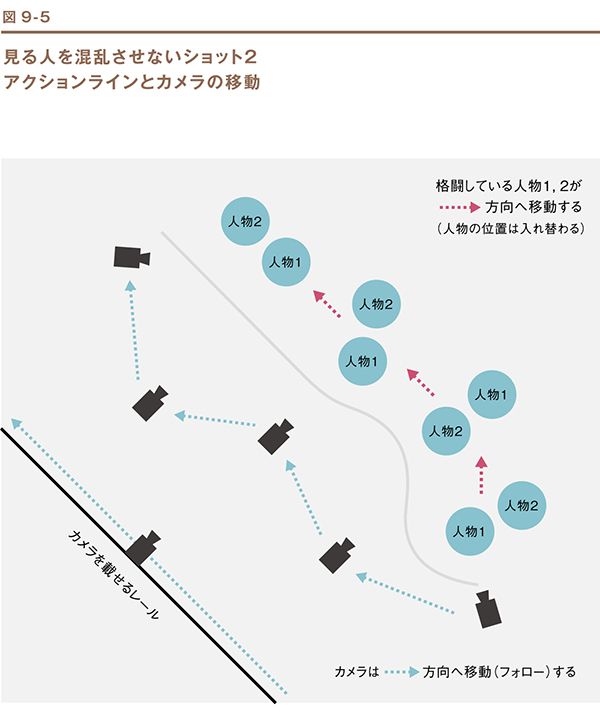 図 9-5
見る人を混乱させないショット2
アクションラインとカメラの移動
格闘している人物1, 2が
方向へ移動する
（人物の位置は入れ替わる）
人物2
人物1
人物2
人物1
人物1
人物2
人物2
人物1
カメラを載せるレール
カメラは 方向へ移動（フォロー）する